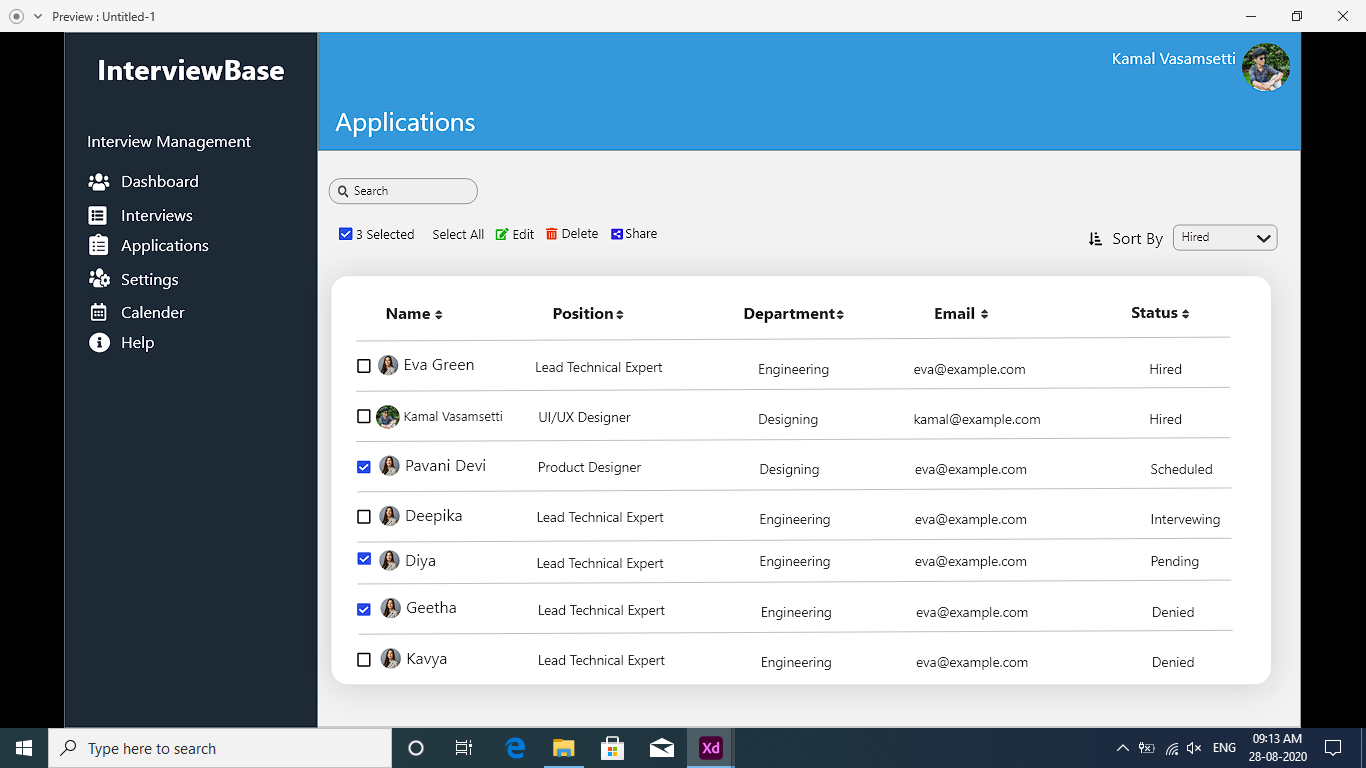 Preview : Untitled-1
InterviewBase
Kamal Vasamsetti
Applications
Interview Management
Dashboard
Interviews
Applications
Settings
Calender
Help
Search
3 Selected Select All Edit Delete Share
Sort By Hired
Name Position Department Email Status
Eva Green Lead Technical Expert Engineering eva@example.com Hired
Kamal Vasamsetti UI/UX Designer Designing kamal@example.com Hired
Pavani Devi Product Designer Designing eva@example.com Scheduled
Deepika Lead Technical Expert Engineering eva@example.com Intervewing
Diya Lead Technical Expert Engineering eva@example.com Pending
Geetha Lead Technical Expert Engineering eva@example.com Denied
Kavya Lead Technical Expert Engineering eva@example.com Denied
Type here to search
Xd
ENG
09:13 AM
28-08-2020